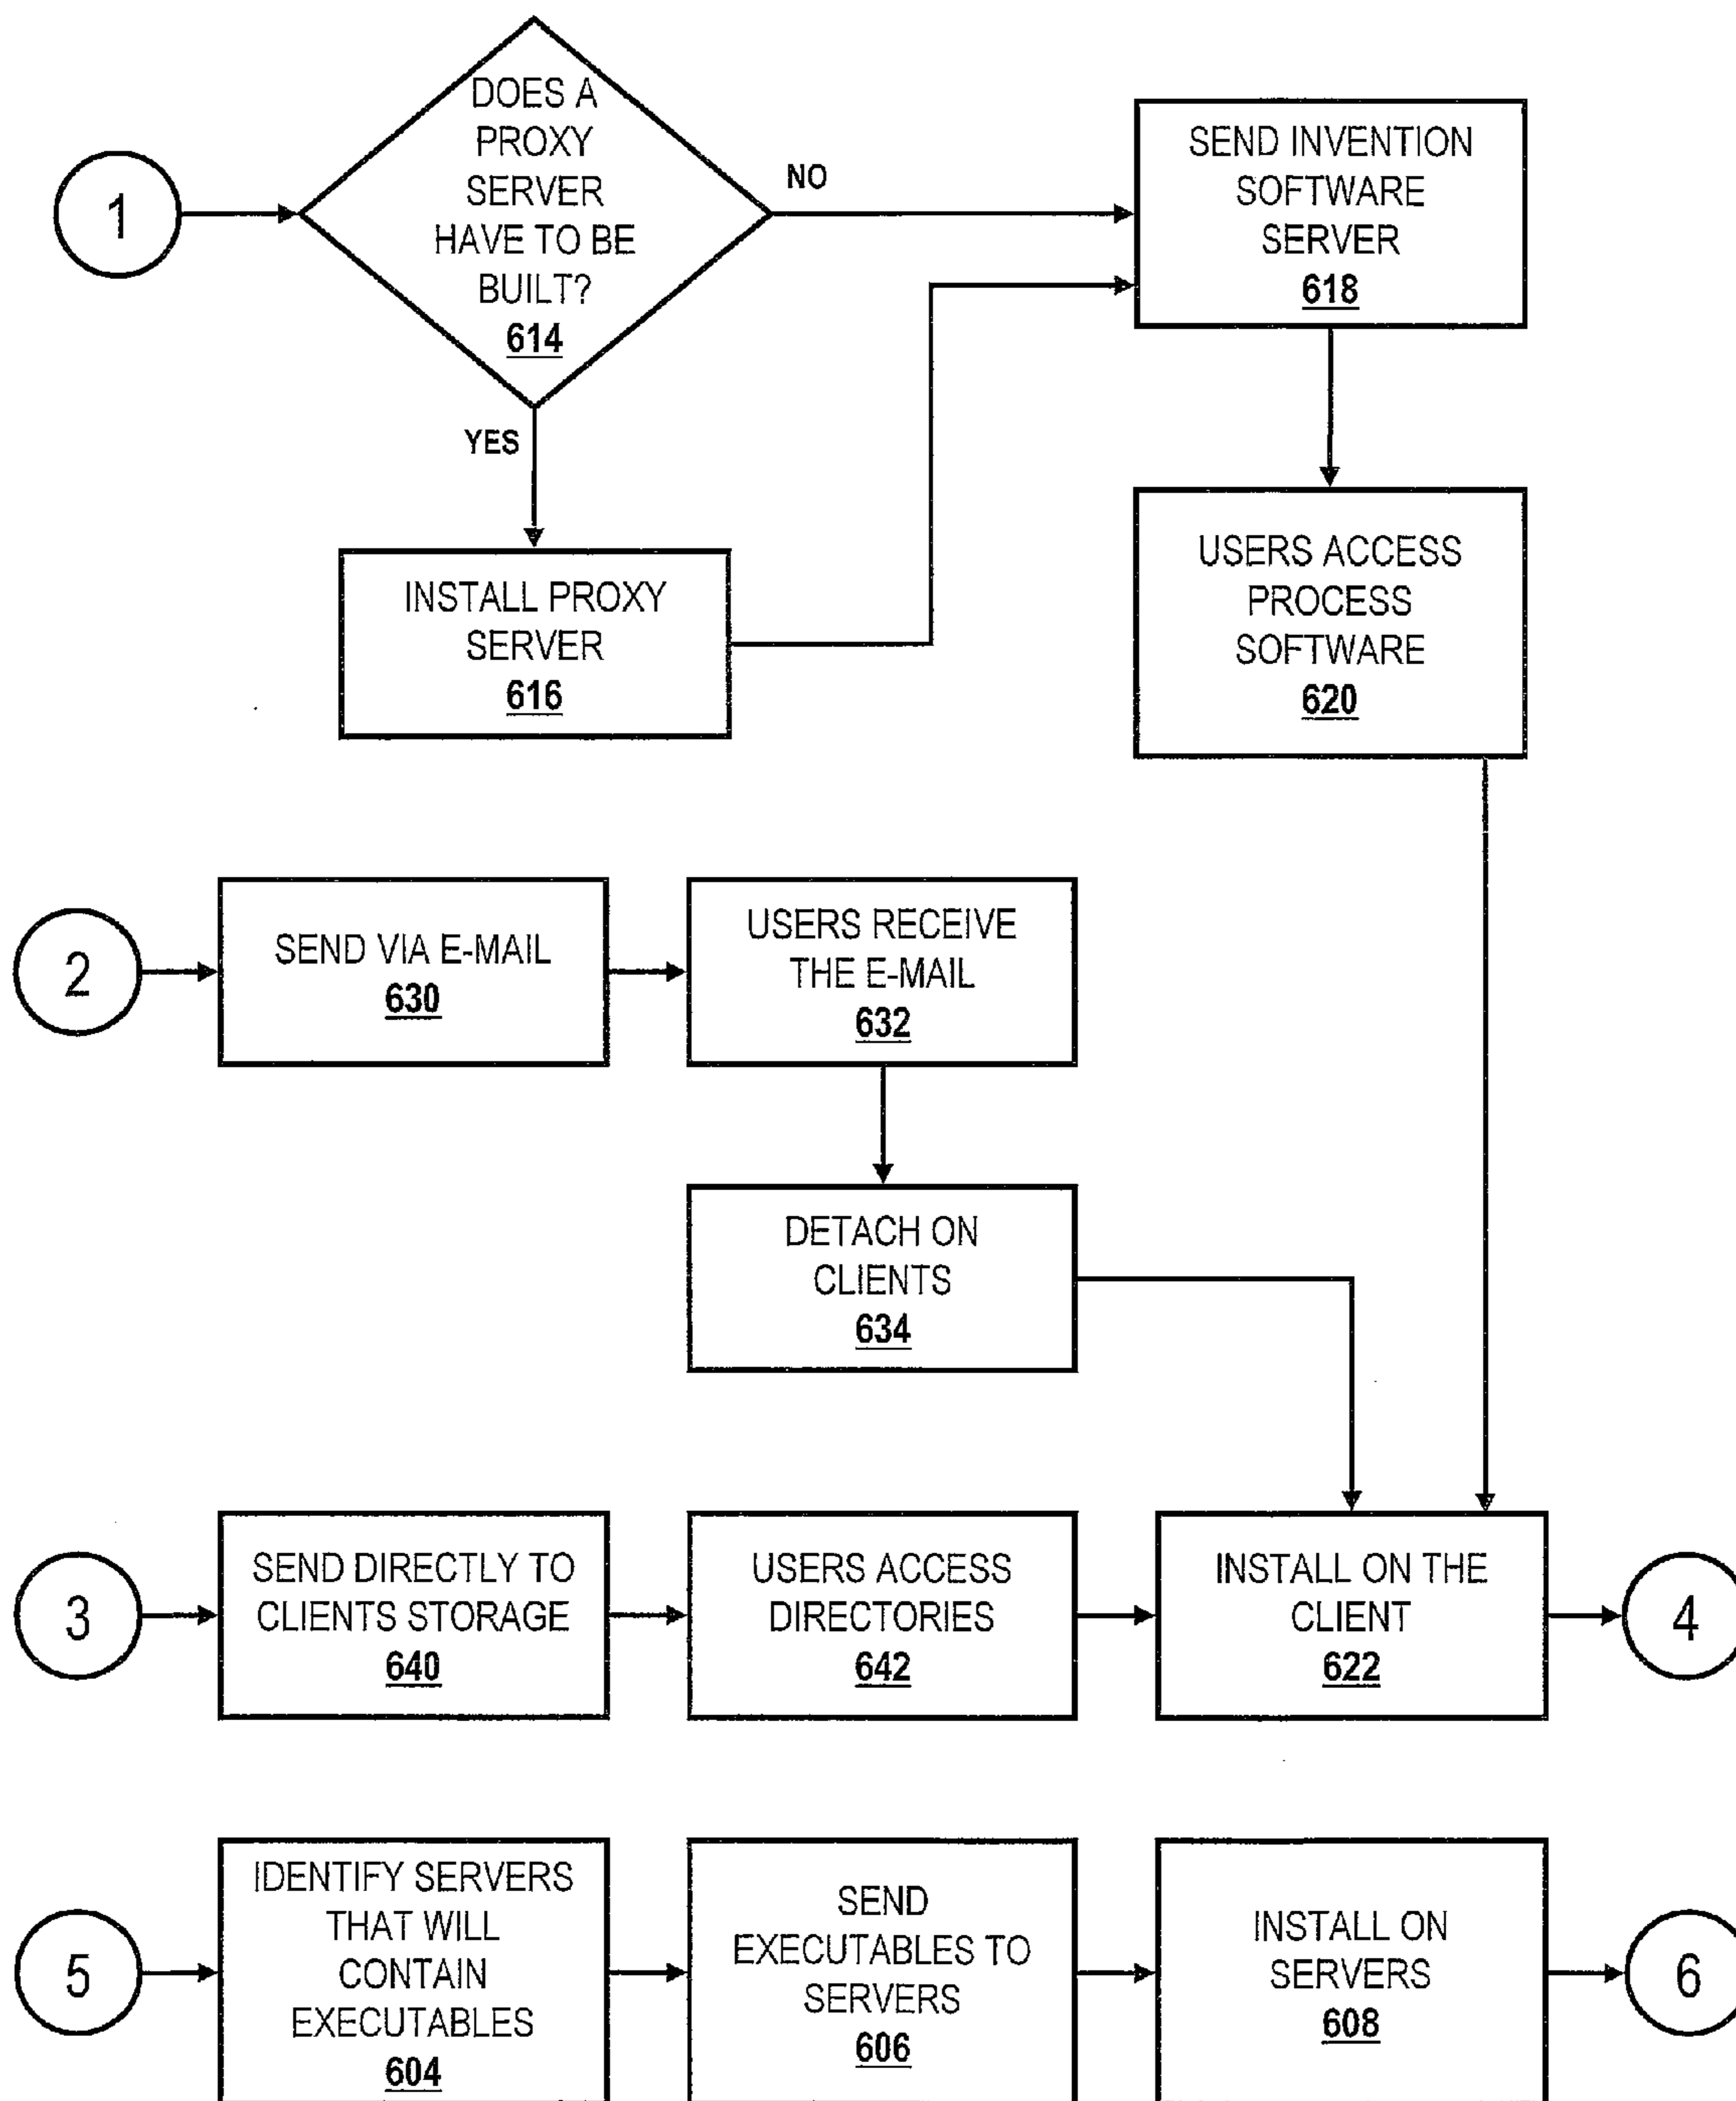 1
DOES A
PROXY
SERVER
HAVE TO BE
BUILT?
614
NO
YES
SEND INVENTION
SOFTWARE
SERVER
618
INSTALL PROXY
SERVER
616
USERS ACCESS
PROCESS
SOFTWARE
620
2
SEND VIA E-MAIL
630
USERS RECEIVE
THE E-MAIL
632
DETACH ON
CLIENTS
634
3
SEND DIRECTLY TO
CLIENTS STORAGE
640
USERS ACCESS
DIRECTORIES
642
INSTALL ON THE
CLIENT
622
4
5
IDENTIFY SERVERS
THAT WILL
CONTAIN
EXECUTABLES
604
SEND
EXECUTABLES TO
SERVERS
606
INSTALL ON
SERVERS
608
6